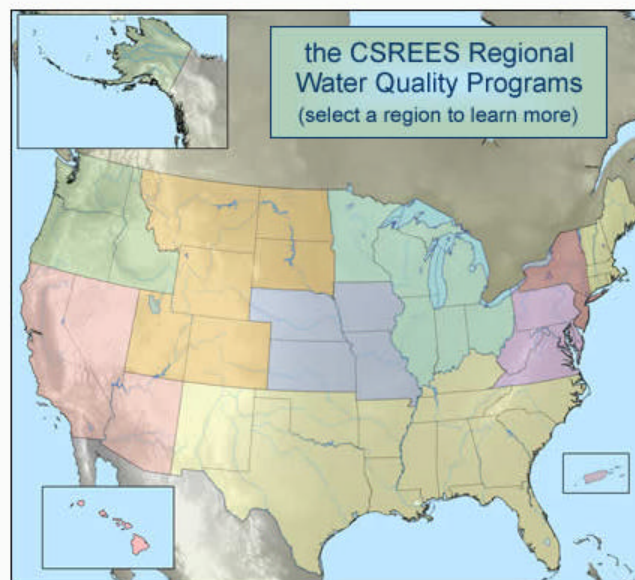 the CSREES Regional
Water Quality Programs
(select a region to learn more)